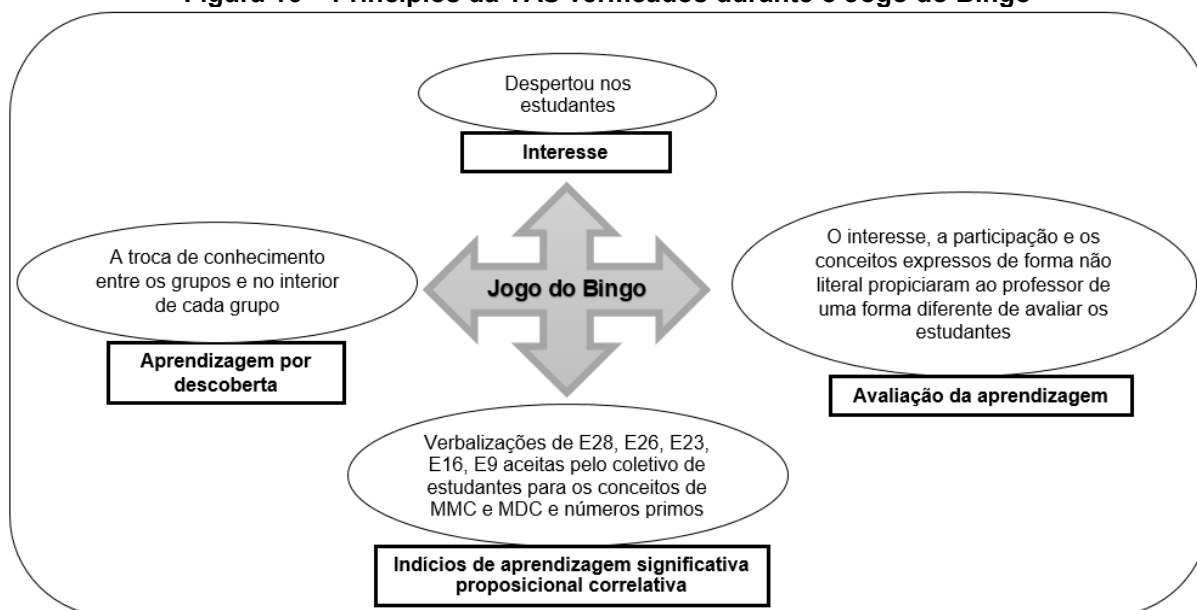 Figura – Princípios da TAS verificados durante o Jogo do Bingo
Despertou nos
estudantes
Interesse
A troca de conhecimento
entre os grupos e no interior
de cada grupo
Aprendizagem por
descoberta
Jogo do Bingo
O interesse, a participação e os
conceitos expressos de forma não
literal propiciaram ao professor de
uma forma diferente de avaliar os
estudantes
Avaliação da aprendizagem
Verbalizações de E28, E26, E23,
E16, E9 aceitas pelo coletivo de
estudantes para os conceitos de
MMC e MDC e números primos
Indícios de aprendizagem significativa
proposicional correlativa